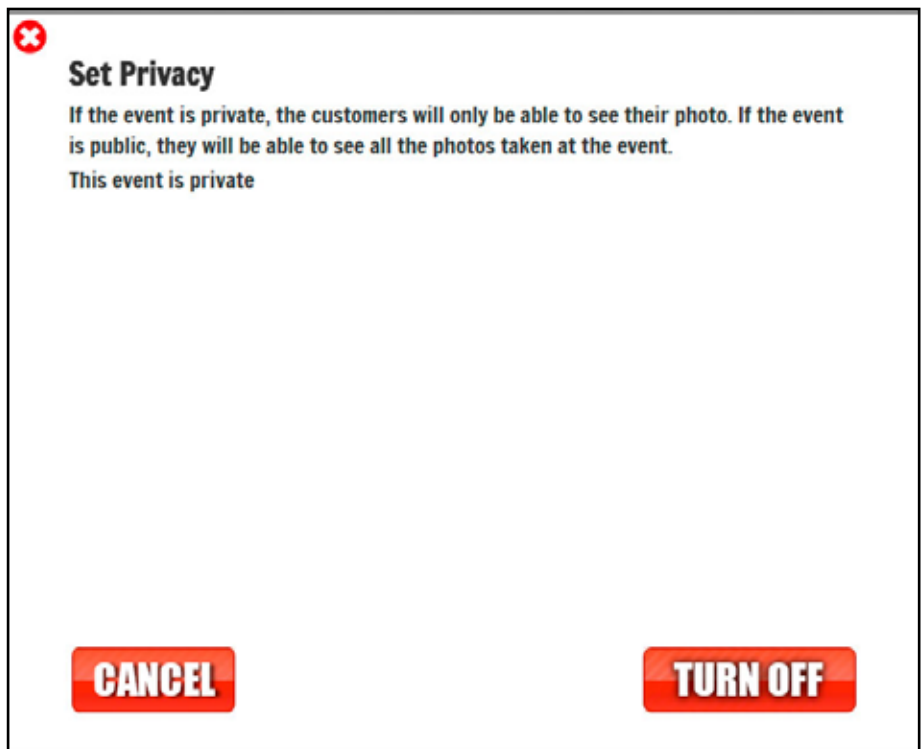 Set Privacy
If the event is private, the customers will only be able to see their photo. If the event
is public, they will be able to see all the photos taken at the event.
This event is private
CANCEL
TURN OFF